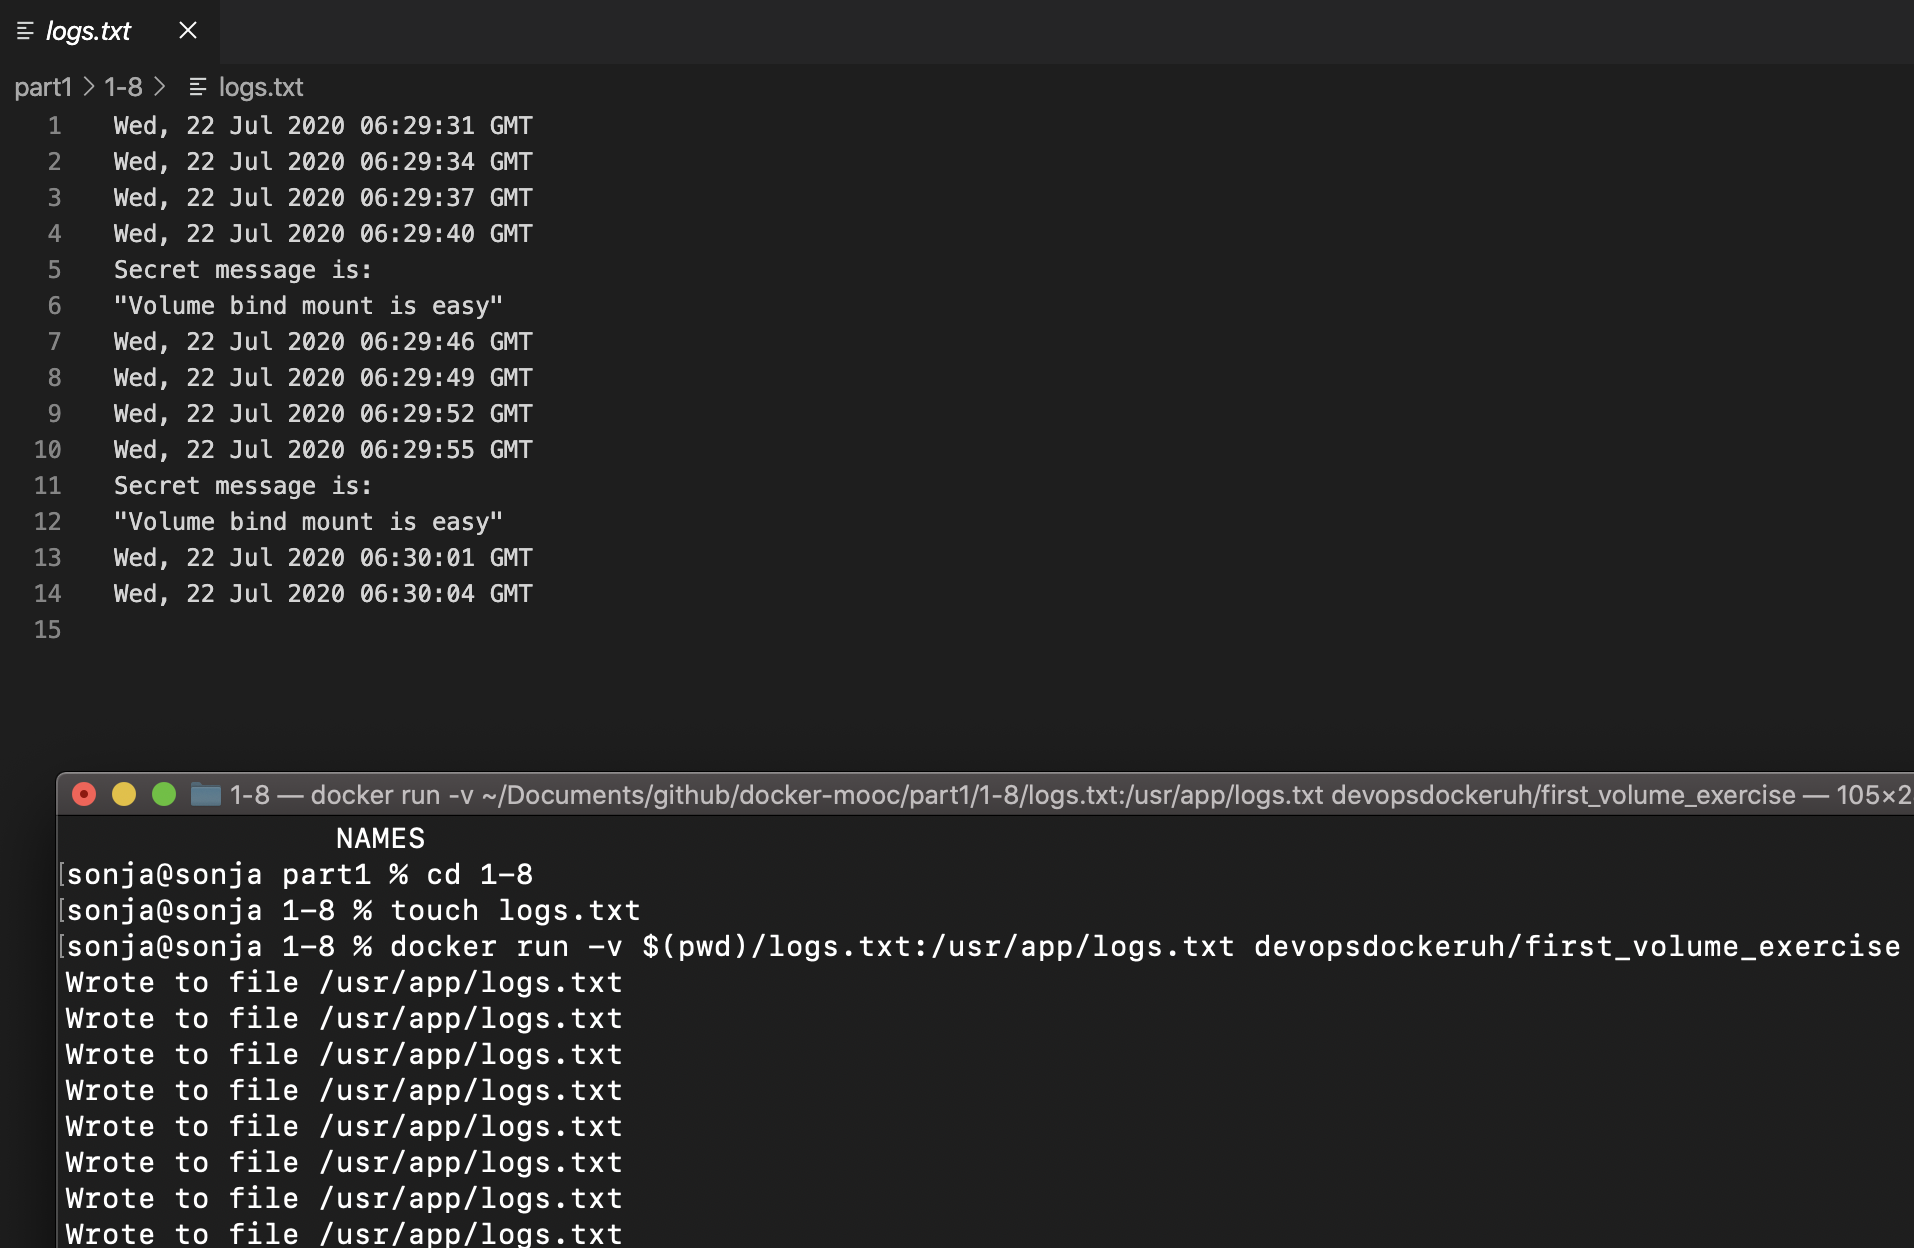 logs.txt
part1 > 1-8 > logs.txt
1 Wed, 22 Jul 2020 06:29:31 GMT
2 Wed, 22 Jul 2020 06:29:34 GMT
3 Wed, 22 Jul 2020 06:29:37 GMT
4 Wed, 22 Jul 2020 06:29:40 GMT
5 Secret message is:
6 "Volume bind mount is easy"
7 Wed, 22 Jul 2020 06:29:46 GMT
8 Wed, 22 Jul 2020 06:29:49 GMT
9 Wed, 22 Jul 2020 06:29:52 GMT
10 Wed, 22 Jul 2020 06:29:55 GMT
11 Secret message is:
12 "Volume bind mount is easy"
13 Wed, 22 Jul 2020 06:30:01 GMT
14 Wed, 22 Jul 2020 06:30:04 GMT
15
1-8 — docker run -v ~/Documents/github/docker-mooc/part1/1-8/logs.txt:/usr/app/logs.txt devopsdockeruh/first_volume_exercise — 105×2
NAMES
[sonja@sonja part1 % cd 1-8
[sonja@sonja 1-8 % touch logs.txt
[sonja@sonja 1-8 % docker run -v $(pwd)/logs.txt:/usr/app/logs.txt devopsdockeruh/first_volume_exercise
Wrote to file /usr/app/logs.txt
Wrote to file /usr/app/logs.txt
Wrote to file /usr/app/logs.txt
Wrote to file /usr/app/logs.txt
Wrote to file /usr/app/logs.txt
Wrote to file /usr/app/logs.txt
Wrote to file /usr/app/logs.txt
Wrote to file /usr/app/logs.txt